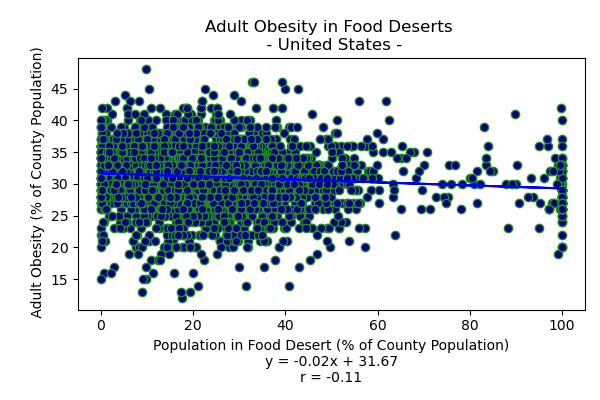 Adult Obesity in Food Deserts
- United States -
Adult Obesity (% of County Population)
45
40
35
30
25
20
15
0 20 40 60 80 100
Population in Food Desert (% of County Population)
y = -0.02x + 31.67
r = -0.11